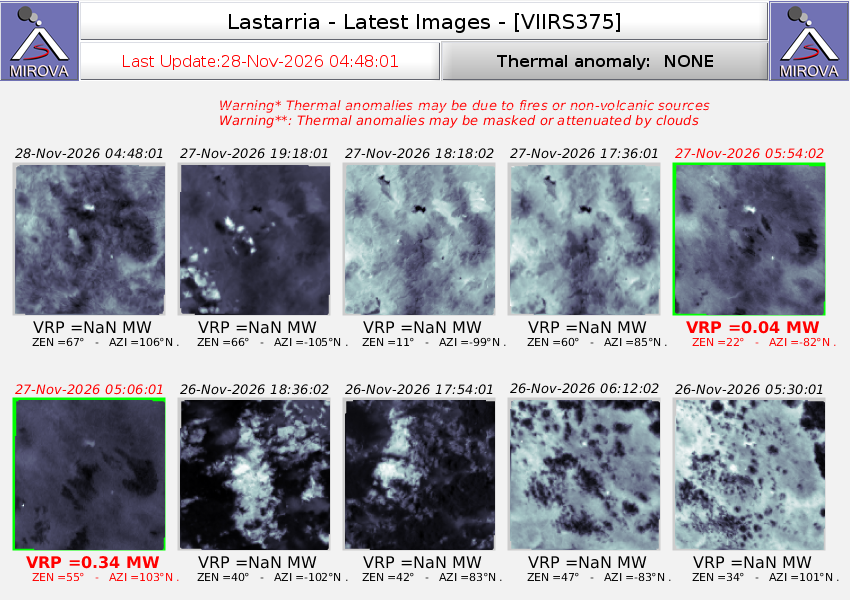 Lastarria - Latest Images - [VIIRS375]
MIROVA
Last Update:28-Nov-2026 04:48:01
Thermal anomaly: NONE
MIROVA
Warning* Thermal anomalies may be due to fires or non-volcanic sources
Warning**: Thermal anomalies may be masked or attenuated by clouds
28-Nov-2026 04:48:01 27-Nov-2026 19:18:01 27-Nov-2026 18:18:02 27-Nov-2026 17:36:01 27-Nov-2026 05:54:02
VRP =NaN MW VRP =NaN MW VRP =NaN MW VRP =NaN MW VRP =0.04 MW
ZEN =67° - AZI =106°N . ZEN =66° - AZI =-105°N . ZEN =11° - AZI =-99°N . ZEN =60° - AZI =85°N . ZEN =22° - AZI =-82°N .
27-Nov-2026 05:06:01 26-Nov-2026 18:36:02 26-Nov-2026 17:54:01 26-Nov-2026 06:12:02 26-Nov-2026 05:30:01
VRP =0.34 MW VRP =NaN MW VRP =NaN MW VRP =NaN MW VRP =NaN MW
ZEN =55° - AZI =103°N . ZEN =40° - AZI =-102°N . ZEN =42° - AZI =83°N . ZEN =47° - AZI =-83°N . ZEN =34° - AZI =101°N .